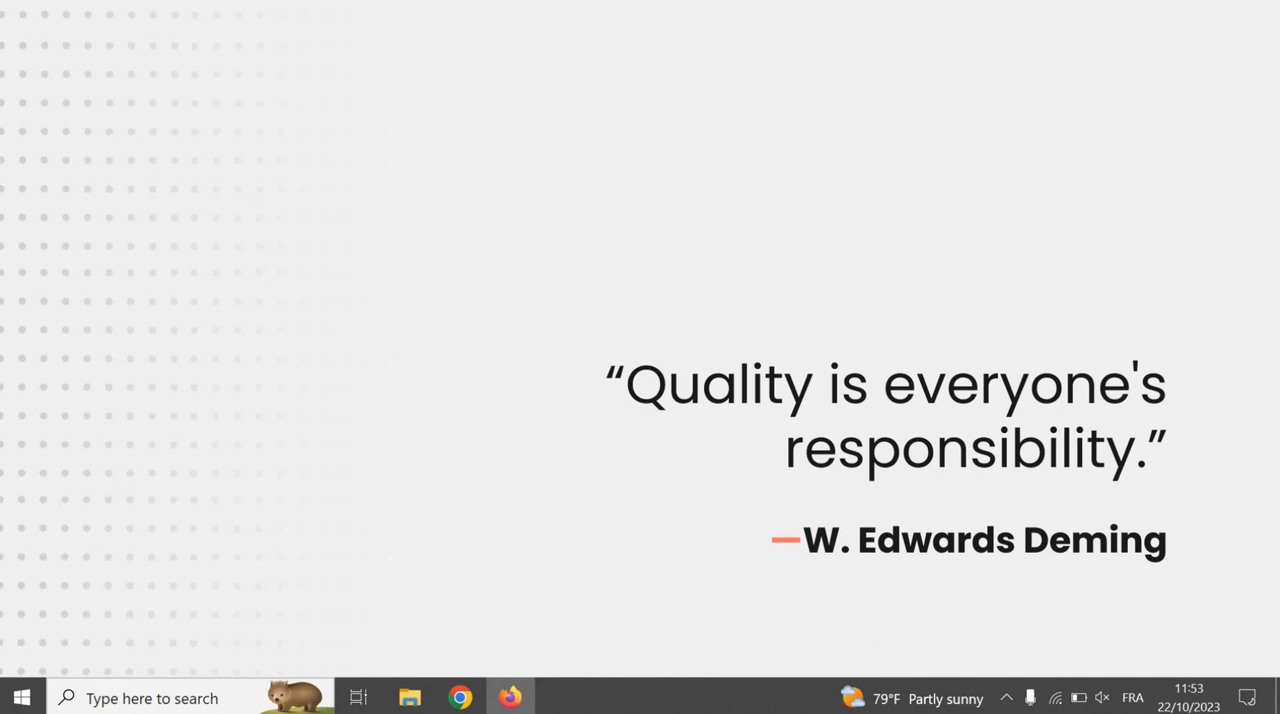 “Quality is everyone's
responsibility.”
—W. Edwards Deming
Type here to search
79°F Partly sunny
FRA
11:53
22/10/2023